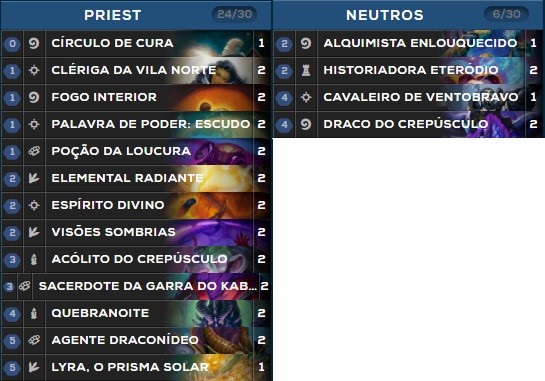 PRIEST 24/30
0 CÍRCULO DE CURA 1
1 CLÉRIGA DA VILA NORTE 2
1 FOGO INTERIOR 2
1 PALAVRA DE PODER: ESCUDO 2
1 POÇÃO DA LOUCURA 2
2 ELEMENTAL RADIANTE 2
2 ESPÍRITO DIVINO 2
2 VISÕES SOMBRIAS 2
3 ACÓLITO DO CREPÚSCULO 2
3 SACERDOTE DA GARRA DO KAB... 2
4 QUEBRANOITE 2
5 AGENTE DRACONÍDEO 2
5 LYRA, O PRISMA SOLAR 1
NEUTROS 6/30
2 ALQUIMISTA ENLOUQUECIDO 1
2 HISTORIADORA ETERÓDIO 2
4 CAVALEIRO DE VENTOBRAVO 1
4 DRACO DO CREPÚSCULO 2